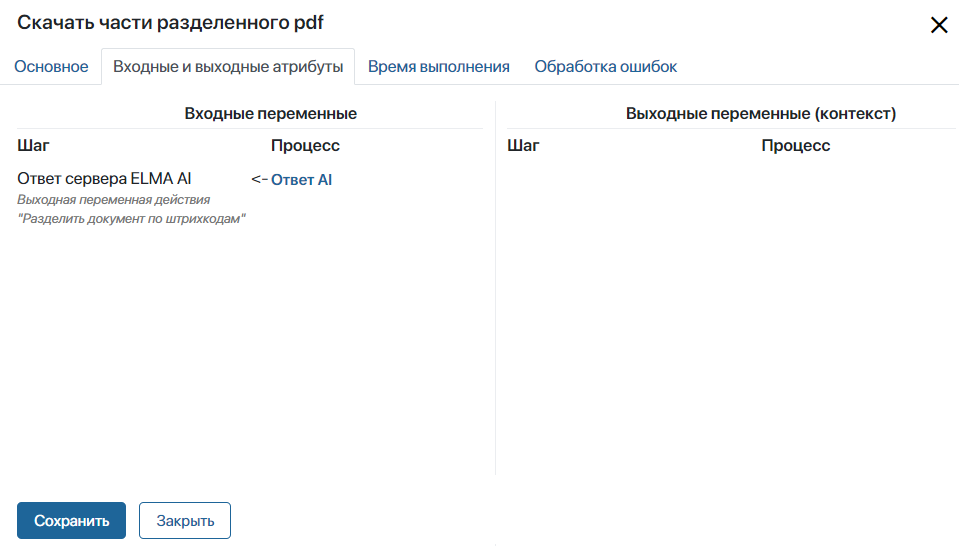 Скачать части разделенного pdf
Основное Входные и выходные атрибуты Время выполнения Обработка ошибок
Входные переменные Выходные переменные (контекст)
Шаг Процесс Шаг Процесс
Ответ сервера ELMA AI <- Ответ AI
Выходная переменная действия
"Разделить документ по штрихкодам"
Сохранить Закрыть